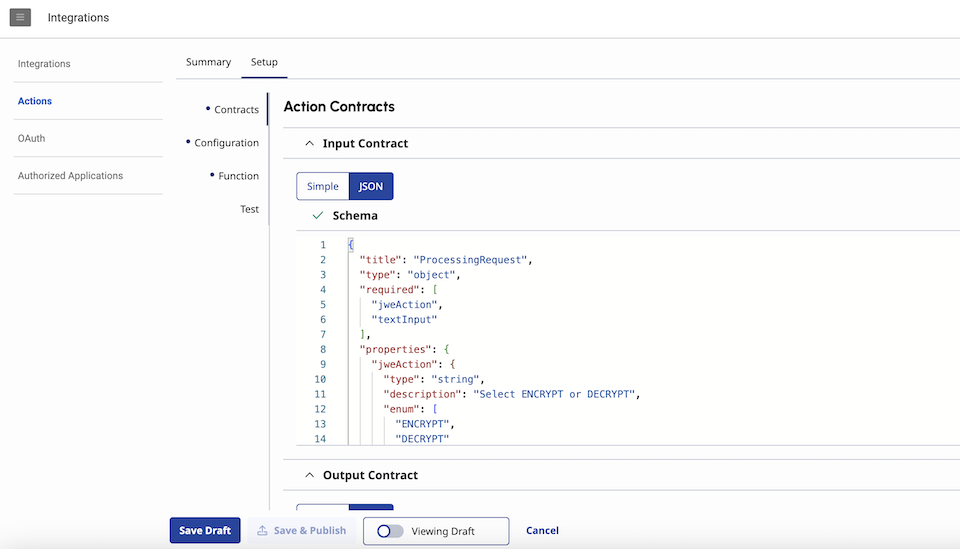 Integrations
Integrations
Actions
OAuth
Authorized Applications
Summary
Setup
Contracts
Configuration
Function
Test
Action Contracts
Input Contract
Simple
JSON
Schema
1 {
2 "title": "ProcessingRequest",
3 "type": "object",
4 "required": [
5 "jweAction",
6 "textInput"
7 ],
8 "properties": {
9 "jweAction": {
10 "type": "string",
11 "description": "Select ENCRYPT or DECRYPT",
12 "enum": [
13 "ENCRYPT",
14 "DECRYPT"
Output Contract
Save Draft
Save & Publish
Viewing Draft
Cancel